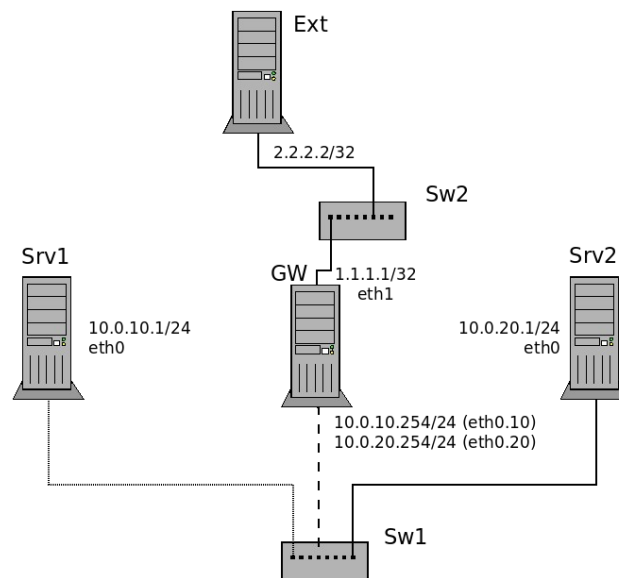 Ext
2.2.2.2/32
Sw2
Srv1
GW
1.1.1.1/32
eth1
Srv2
10.0.10.1/24
eth0
10.0.20.1/24
eth0
10.0.10.254/24 (eth0.10)
10.0.20.254/24 (eth0.20)
Sw1